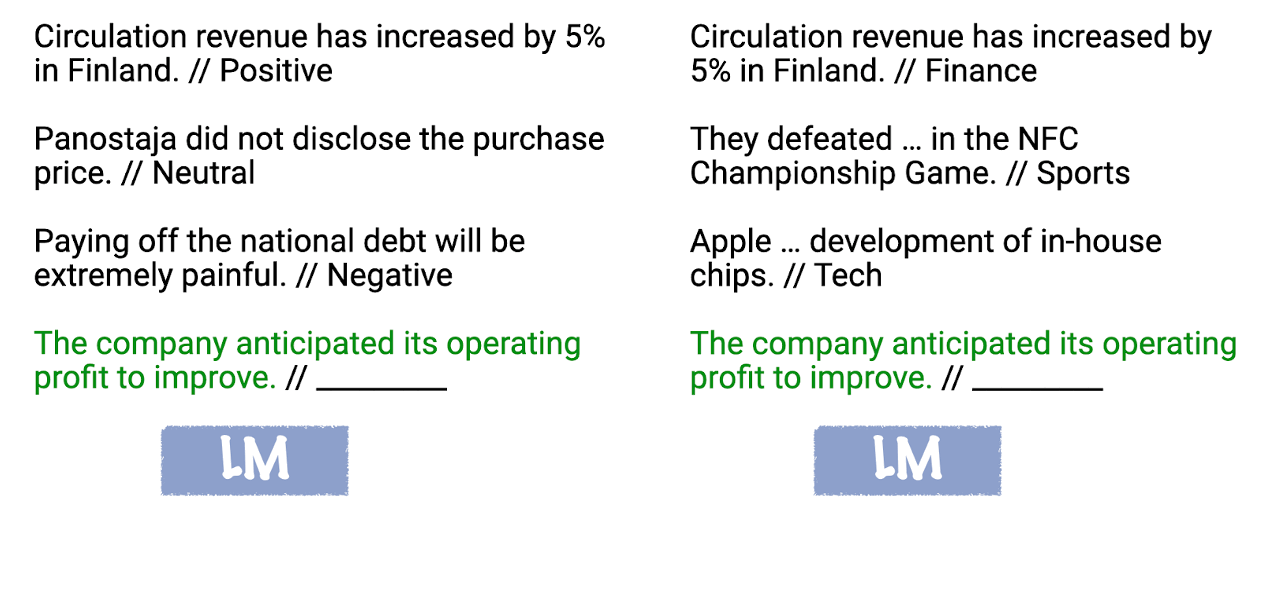 Circulation revenue has increased by 5%
in Finland. // Positive
Panostaja did not disclose the purchase
price. // Neutral
Paying off the national debt will be
extremely painful. // Negative
The company anticipated its operating
profit to improve. // ________
LM
Circulation revenue has increased by
5% in Finland. // Finance
They defeated ... in the NFC
Championship Game. // Sports
Apple ... development of in-house
chips. // Tech
The company anticipated its operating
profit to improve. // ________
LM